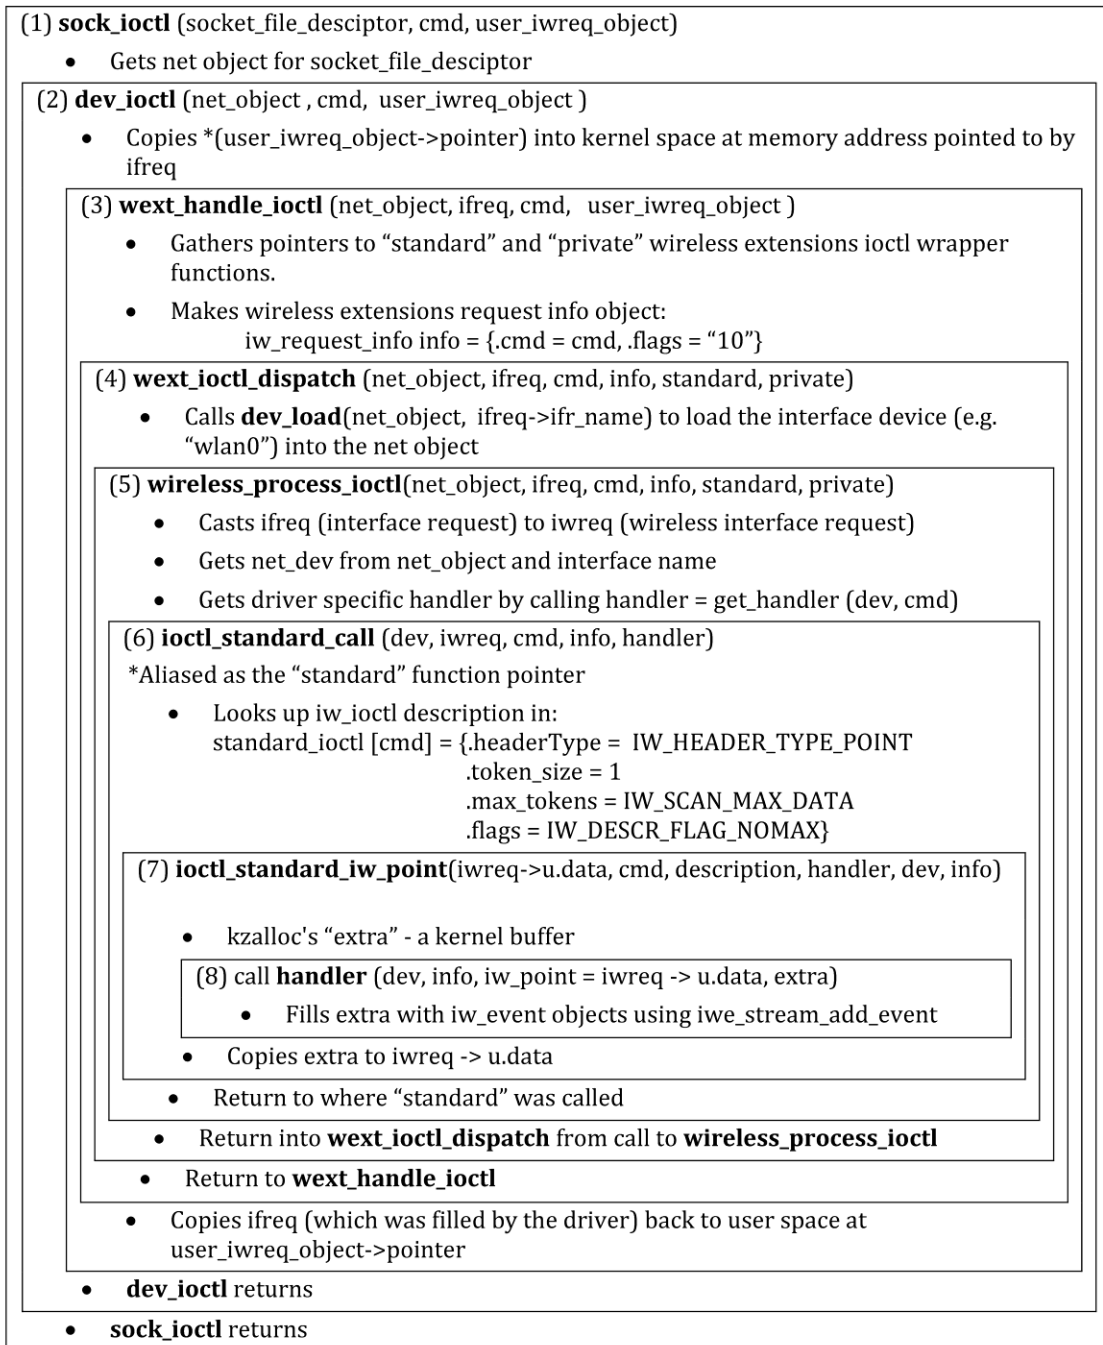 (1) sock_ioctl (socket_file_desciptor, cmd, user_iwreq_object)
• Gets net object for socket_file_desciptor
(2) dev_ioctl (net_object , cmd, user_iwreq_object )
• Copies *(user_iwreq_object->pointer) into kernel space at memory address pointed to by
ifreq
(3) wext_handle_ioctl (net_object, ifreq, cmd, user_iwreq_object )
• Gathers pointers to “standard” and “private” wireless extensions ioctl wrapper
functions.
• Makes wireless extensions request info object:
iw_request_info info = {.cmd = cmd, .flags = “10”}
(4) wext_ioctl_dispatch (net_object, ifreq, cmd, info, standard, private)
• Calls dev_load(net_object, ifreq->ifr_name) to load the interface device (e.g.
“wlan0”) into the net object
(5) wireless_process_ioctl(net_object, ifreq, cmd, info, standard, private)
• Casts ifreq (interface request) to iwreq (wireless interface request)
• Gets net_dev from net_object and interface name
• Gets driver specific handler by calling handler = get_handler (dev, cmd)
(6) ioctl_standard_call (dev, iwreq, cmd, info, handler)
*Aliased as the “standard” function pointer
• Looks up iw_ioctl description in:
standard_ioctl [cmd] = {.headerType = IW_HEADER_TYPE_POINT
.token_size = 1
.max_tokens = IW_SCAN_MAX_DATA
.flags = IW_DESCR_FLAG_NOMAX}
(7) ioctl_standard_iw_point(iwreq->u.data, cmd, description, handler, dev, info)
• kzalloc's “extra” - a kernel buffer
(8) call handler (dev, info, iw_point = iwreq -> u.data, extra)
• Fills extra with iw_event objects using iwe_stream_add_event
• Copies extra to iwreq -> u.data
• Return to where “standard” was called
• Return into wext_ioctl_dispatch from call to wireless_process_ioctl
• Return to wext_handle_ioctl
• Copies ifreq (which was filled by the driver) back to user space at
user_iwreq_object->pointer
• dev_ioctl returns
• sock_ioctl returns